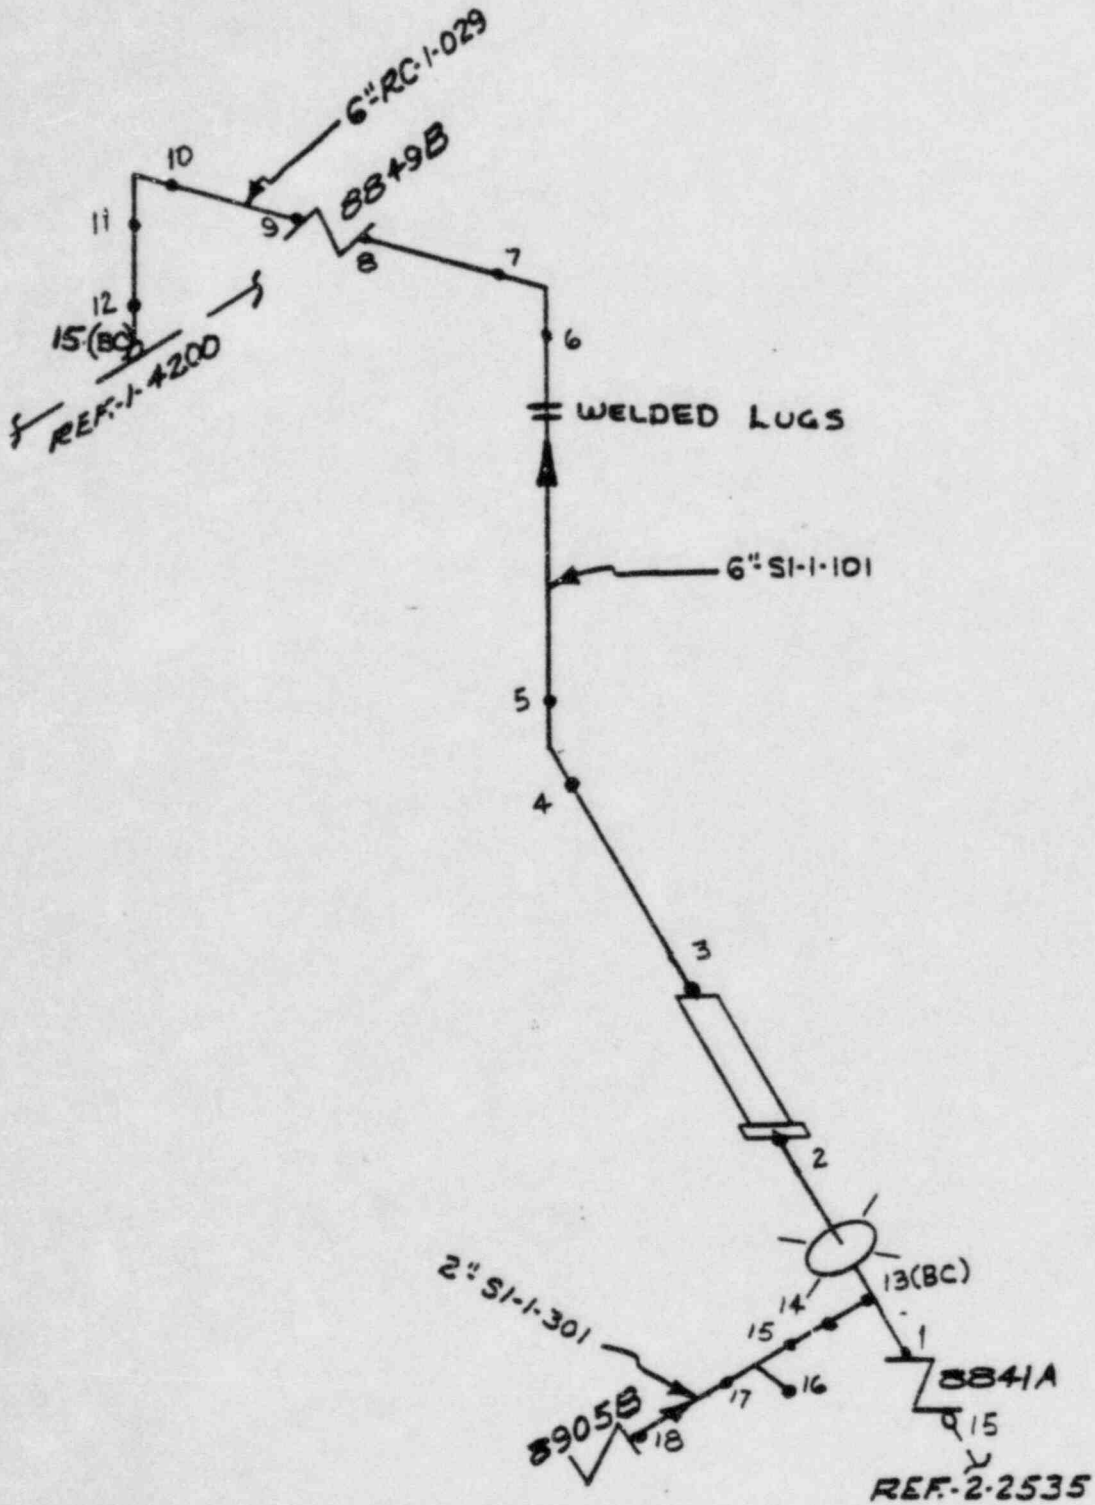 6"-RC-1-029
10
8849B
11
9
8
7
12
15 (BC)
6
REF.-1-4200
WELDED LUGS
6"-SI-1-101
5
4
3
2
2"-SI-1-301
13(BC)
14
15
1
16
8841A
17
8905B
18
15
REF.-2-2535